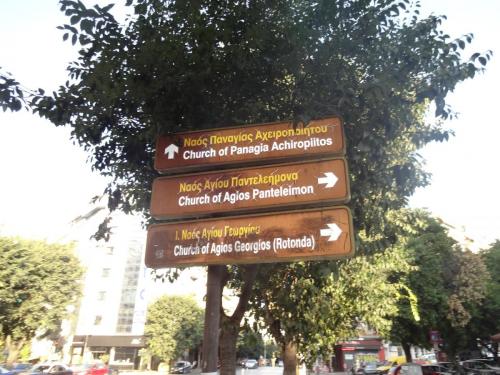 Ναός Παναγίας Αχειροποιήτου
Church of Panagia Achiropiitos
Ναός Αγίου Παντελεήμονα
Church of Agios Panteleimon
Ι. Ναός Αγίου Γεωργίου
Church of Agios Georgios (Rotonda)